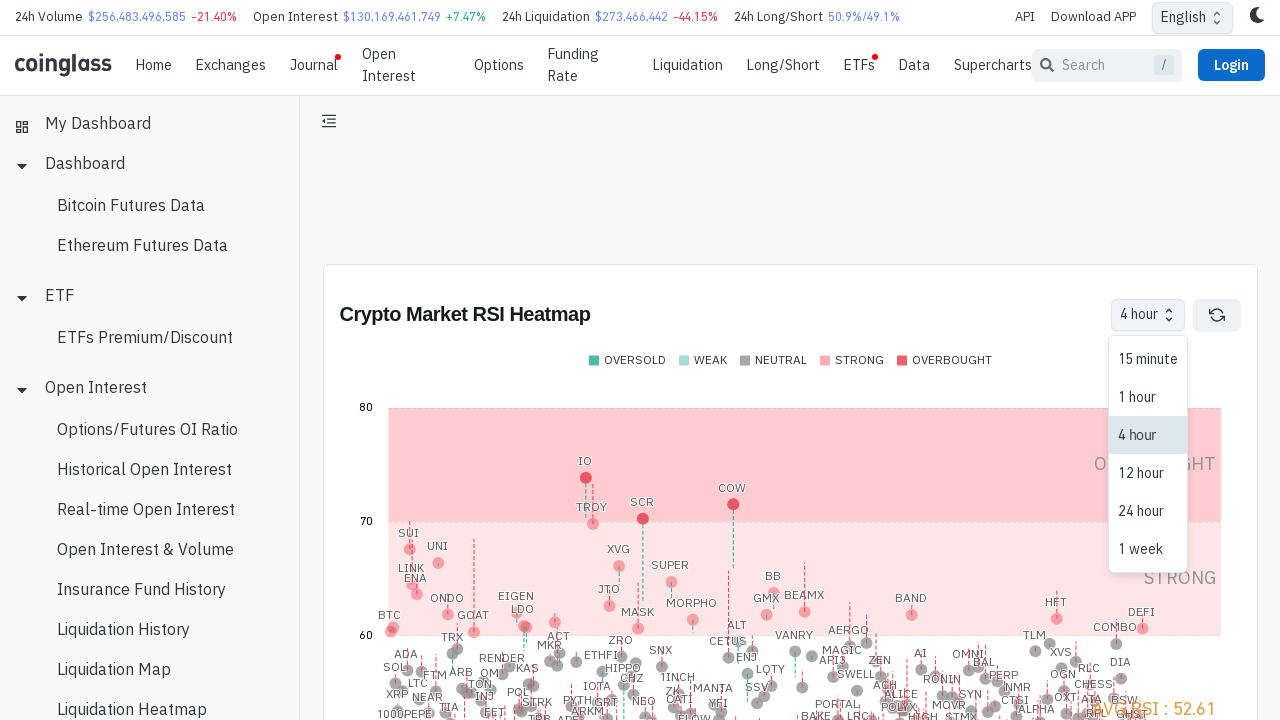 24h Volume $256,483,496,585 -21.40% Open Interest $130,169,461,749 +7.47% 24h Liquidation $273,466,442 -44.15% 24h Long/Short 50.9%/49.1% API Download APP English
coinglass Home Exchanges Journal Open Interest Options Funding Rate Liquidation Long/Short ETFs Data Supercharts Search / Login
My Dashboard
Dashboard
Bitcoin Futures Data
Ethereum Futures Data
ETF
ETFs Premium/Discount
Open Interest
Options/Futures OI Ratio
Historical Open Interest
Real-time Open Interest
Open Interest & Volume
Insurance Fund History
Liquidation History
Liquidation Map
Liquidation Heatmap
Crypto Market RSI Heatmap
4 hour
15 minute
1 hour
4 hour
12 hour
24 hour
1 week
OVERSOLD WEAK NEUTRAL STRONG OVERBOUGHT
80
IO
COW
SCR
TROY
70
SUI
UNI
XVG
LINK
ENA
SUPER
BB
JTO
EIGEN
ONDO
GMX
BEAMX
BAND
HFT
MORPHO
LDO
MASK
BTC
GOAT
DEFI
STRONG
60
ALT
COMBO
AERGO
TRX
ACT
ZRO
CETUS
VANRY
TLM
MKR
SNX
MAGIC
XVS
ADA
RENDER
ETHFI
ENJ
API3
ZEN
AI
OMNI
BAL
DIA
SOL
ARB
KAS
HIPPO
LQTY
SWELL
PERP
OGN
RLC
FTM
OM
CHZ
1INCH
RONIN
LTC
TON
IOTA
MANTA
SSV
ACH
NMR
CHESS
XRP
NEAR
INJ
POL
STRK
PYTH
GRT
NEO
ZK
CATI
YFI
PORTAL
ALICE
SYN
CTSI
OXT
ATA
BSW
1000PEPE
TIA
FET
ARKM
POLYX
MOVR
ALPHA
AVG RSI : 52.61
BAKE
LRC
HIGH
STMX